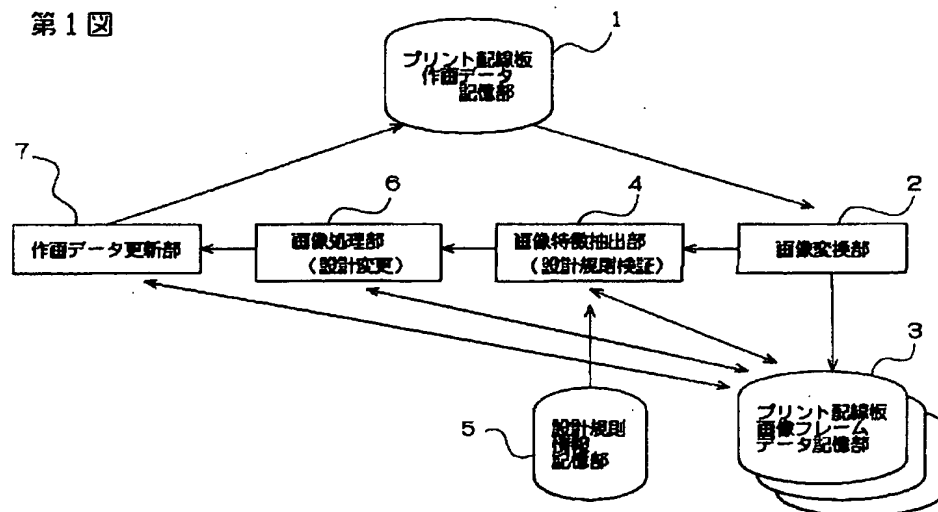 第1図
1
プリント配線板
作画データ
記憶部
7
6
4
2
作画データ更新部
画像処理部
(設計変更)
画像特徴抽出部
(設計規則検証)
画像変換部
3
5
設計規則
情報
記憶部
プリント配線板
画像フレーム
データ記憶部